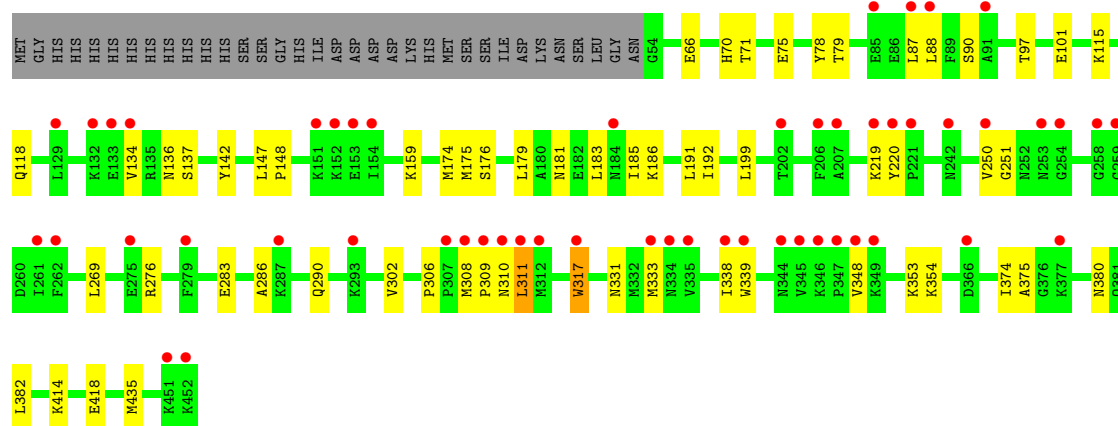 MET GLY HIS HIS HIS HIS HIS HIS HIS HIS HIS HIS SER SER GLY HIS ILE ASP ASP ASP ASP LYS HIS MET SER SER ILE ASP LYS ASN SER LEU GLY ASN G54 E66 H70 T71 E75 Y78 T79 E85 E86 L87 L88 F89 S90 A91 T97 E101 K115
Q118 L129 K132 E133 V134 R135 N136 S137 Y142 L147 P148 K151 K152 E153 I154 K159 M174 M175 S176 L179 A180 N181 E182 L183 N184 I185 K186 L191 I192 L199 T202 F206 A207 K219 Y220 P221 N242 V250 G251 N252 N253 G254 G258 G259
D260 I261 F262 L269 E275 R276 F279 E283 A286 K287 Q290 K293 V302 P306 P307 M308 P309 N310 L311 M312 W317 N331 M332 M333 N334 V335 I338 W339 N344 V345 K346 P347 V348 K349 K353 K354 D366 I374 A375 G376 K377 N380 Q381
L382 K414 E418 M435 K451 K452